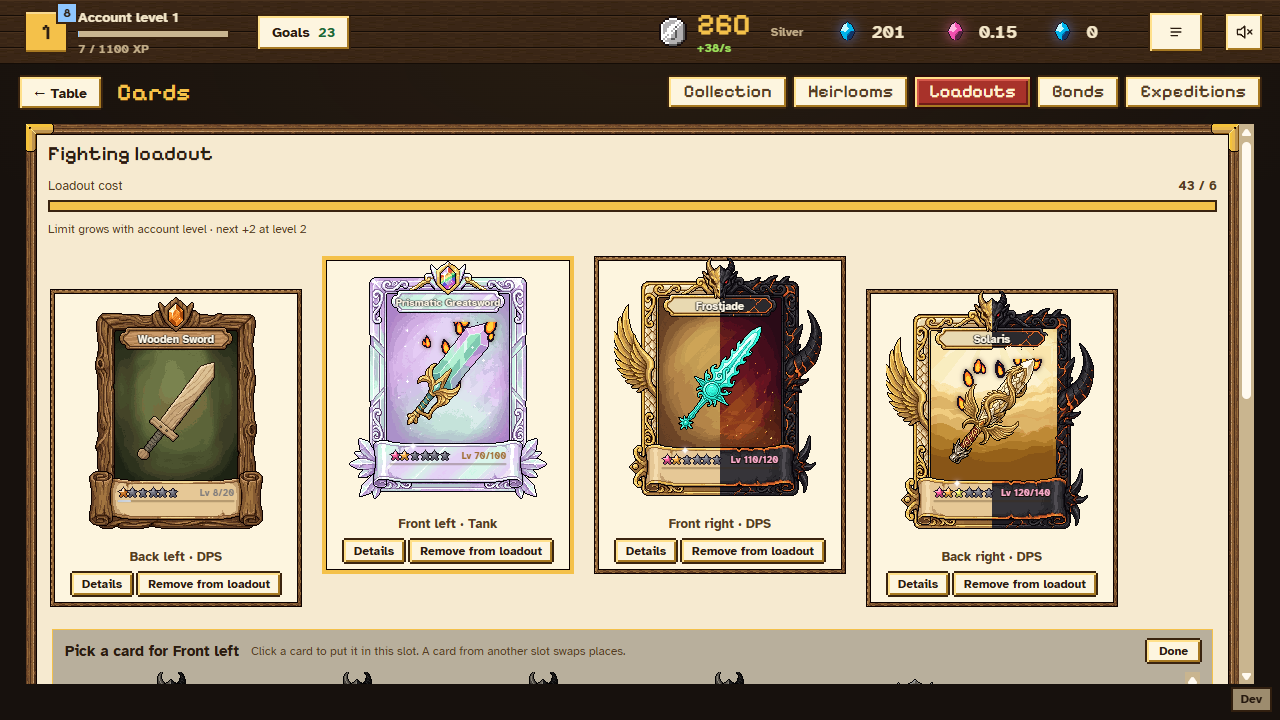 1
8
Account level 1
7 / 1100 XP
Goals 23
260
+38/s
Silver
201
0.15
0
← Table
Cards
Collection
Heirlooms
Loadouts
Bonds
Expeditions
Fighting loadout
Loadout cost
43 / 6
Limit grows with account level · next +2 at level 2
Wooden Sword
Lv 8/20
Back left · DPS
Details
Remove from loadout
Prismatic Greatsword
Lv 70/100
Front left · Tank
Details
Remove from loadout
Frostjade
Lv 110/120
Front right · DPS
Details
Remove from loadout
Solaris
Lv 120/140
Back right · DPS
Details
Remove from loadout
Pick a card for Front left
Click a card to put it in this slot. A card from another slot swaps places.
Done
Dev